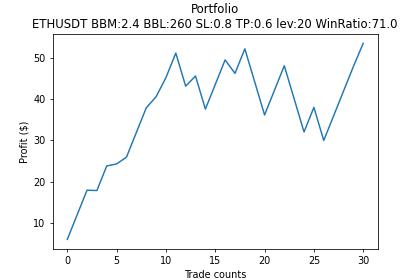 Portfolio
ETHUSDT BBM:2.4 BBL:260 SL:0.8 TP:0.6 lev:20 WinRatio:71.0
50
40
30
20
10
Profit ($)
0 5 10 15 20 25 30
Trade counts